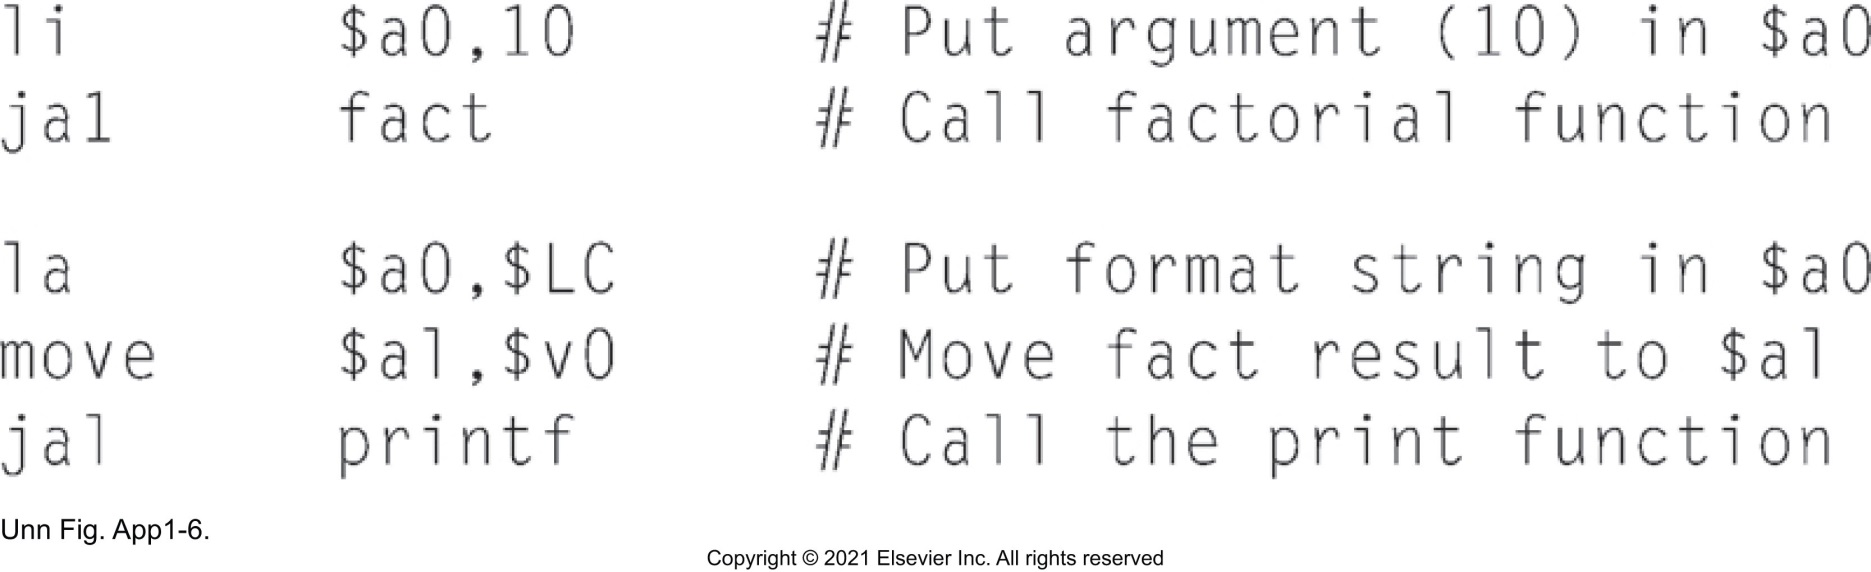 li $a0,10 # Put argument (10) in $a0
jal fact # Call factorial function
la $a0,$LC # Put format string in $a0
move $a1,$v0 # Move fact result to $a1
jal printf # Call the print function
Unn Fig. App1-6.
Copyright © 2021 Elsevier Inc. All rights reserved